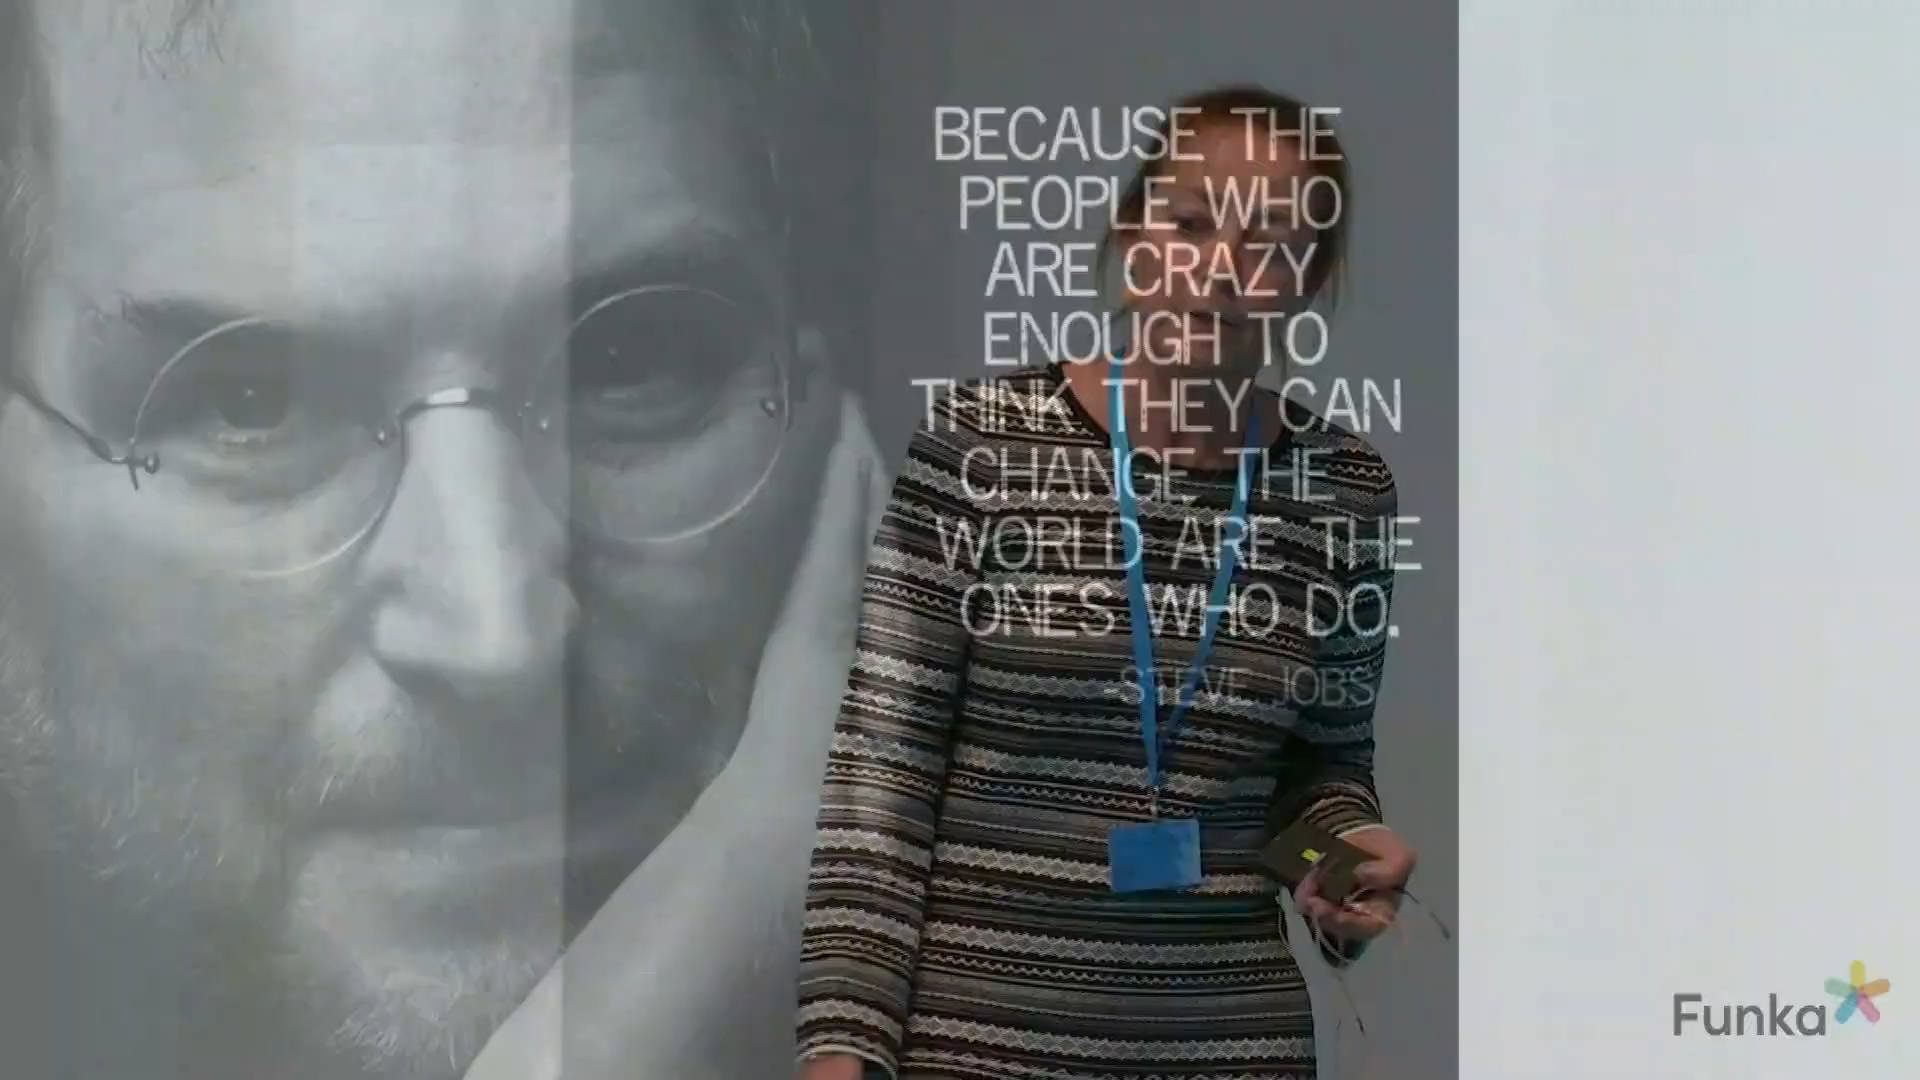 BECAUSE THE
PEOPLE WHO
ARE CRAZY
ENOUGH TO
THINK THEY CAN
CHANGE THE
WORLD ARE THE
ONES WHO DO.
-STEVE JOBS
Funka